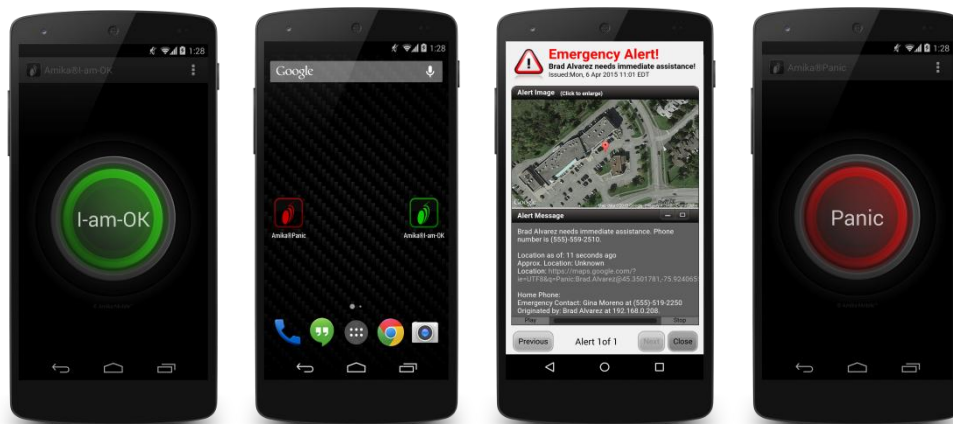 1:28
Amika®I-am-OK
I-am-OK
1:28
Google
Amika®Panic
Amika®I-am-OK
Emergency Alert!
Brad Alvarez needs immediate assistance!
Issued:Mon, 6 Apr 2015 11:01 EDT
Alert Image (Click to enlarge)
Google
Alert Message
Brad Alvarez needs immediate assistance. Phone
number is (555)-559-2510.
Location as of: 11 seconds ago
Approx. Location: Unknown
Location: https://maps.google.com/?
ie=UTF8&q=Panic:Brad.Alvarez@45.3501781,-75.924065
Home Phone:
Emergency Contact: Gina Moreno at (555)-519-2250
Originated by: Brad Alvarez at 192.168.0.208.
Play
Stop
Previous
Alert 1of 1
Next
Close
1:28
Amika®Panic
Panic